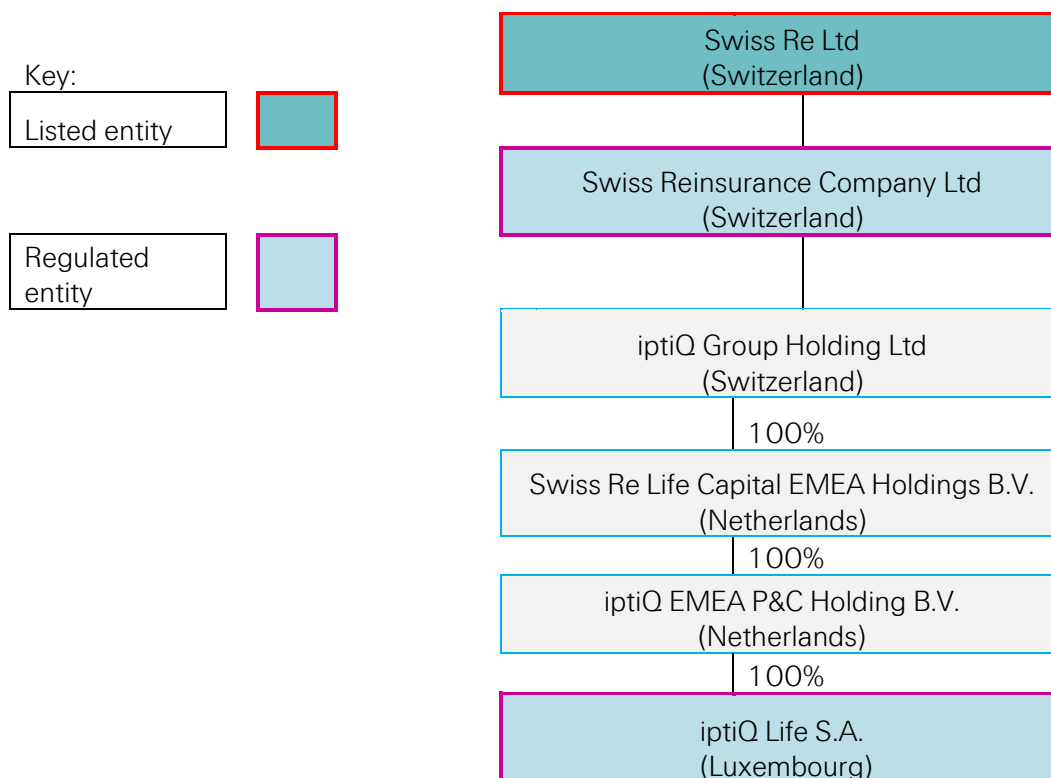 Swiss Re Ltd
(Switzerland)
Key:
Listed entity
Swiss Reinsurance Company Ltd
(Switzerland)
Regulated
entity
iptiQ Group Holding Ltd
(Switzerland)
100%
Swiss Re Life Capital EMEA Holdings B.V.
(Netherlands)
100%
iptiQ EMEA P&C Holding B.V.
(Netherlands)
100%
iptiQ Life S.A.
(Luxembourg)